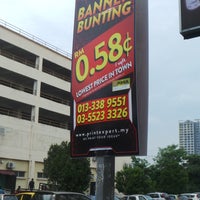 BANNER
BUNTING
RM
0.58¢
LOWEST PRICE IN TOWN
013-338 9551
03-5523 3326
www.printexpert.my